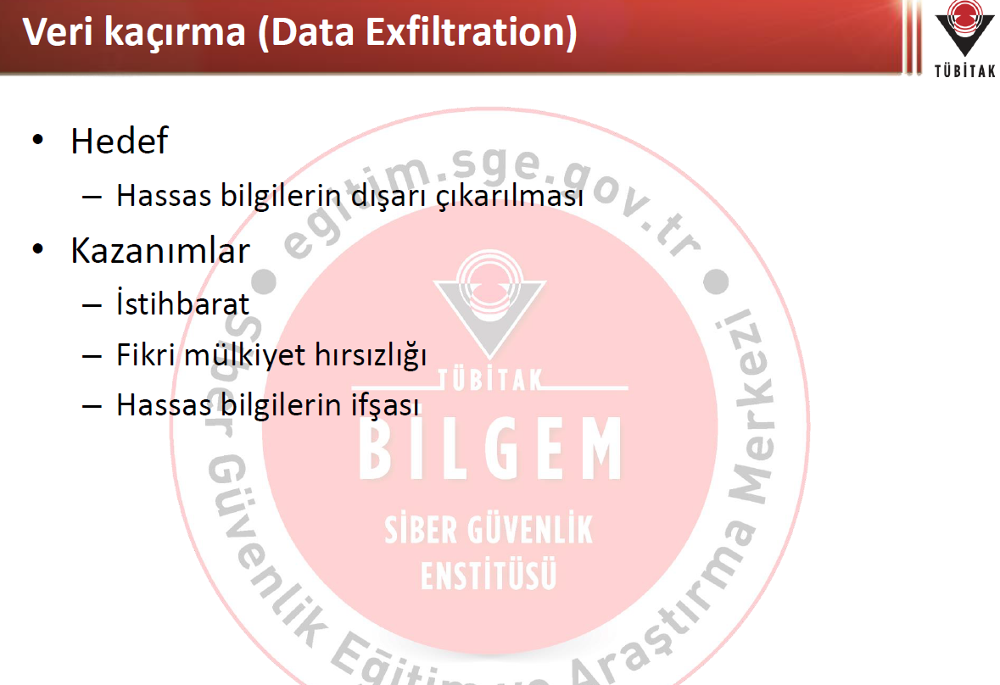 Veri kaçırma (Data Exfiltration)
TÜBİTAK
• Hedef
– Hassas bilgilerin dışarı çıkarılması
• Kazanımlar
– İstihbarat
– Fikri mülkiyet hırsızlığı
– Hassas bilgilerin ifşası
egitim.sge.gov.tr
Siber Güvenlik Eğitim ve Araştırma Merkezi
TÜBİTAK
BİLGEM
SİBER GÜVENLİK
ENSTİTÜSÜ